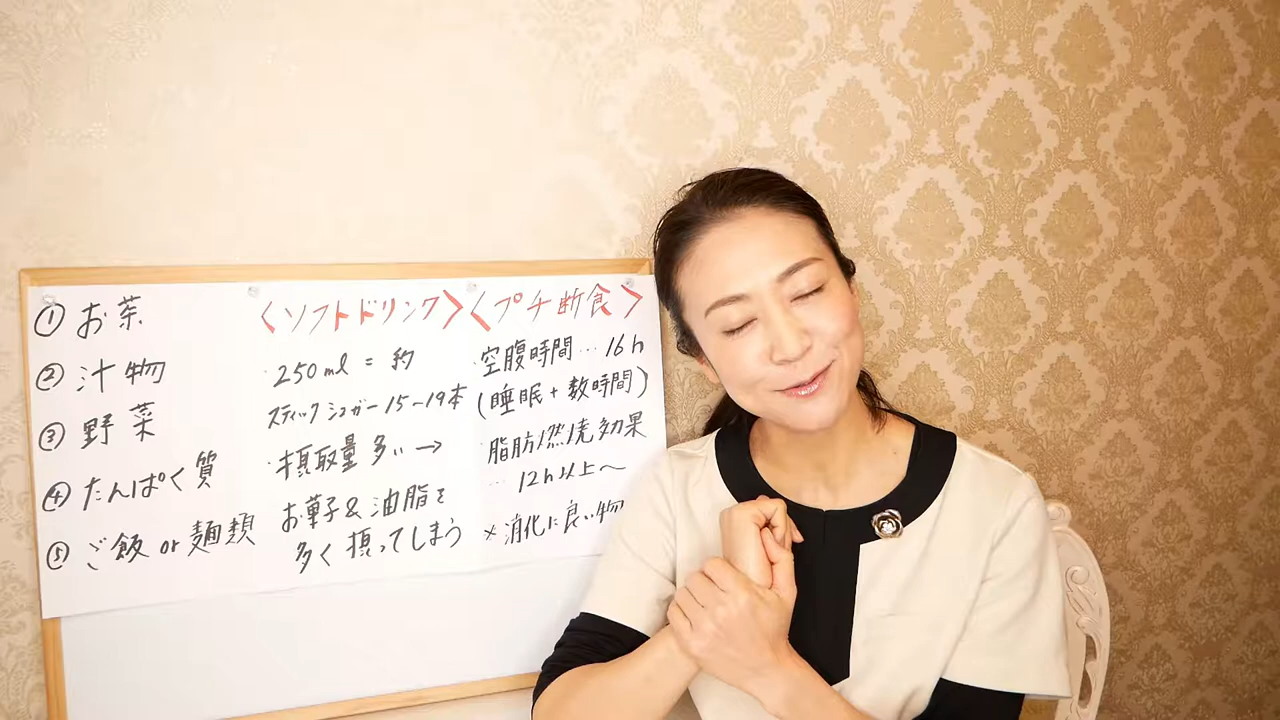 ① お茶
② 汁物
③ 野菜
④ たんぱく質
⑤ ご飯 or 麺類
〈ソフトドリンク〉
・250ml = 約
スティックシュガー15〜19本
・摂取量多い→
お菓子&油脂を
多く摂ってしまう
〈プチ断食〉
・空腹時間…16h
(睡眠+数時間)
・脂肪燃焼効果
…12h以上〜
※消化に良い物